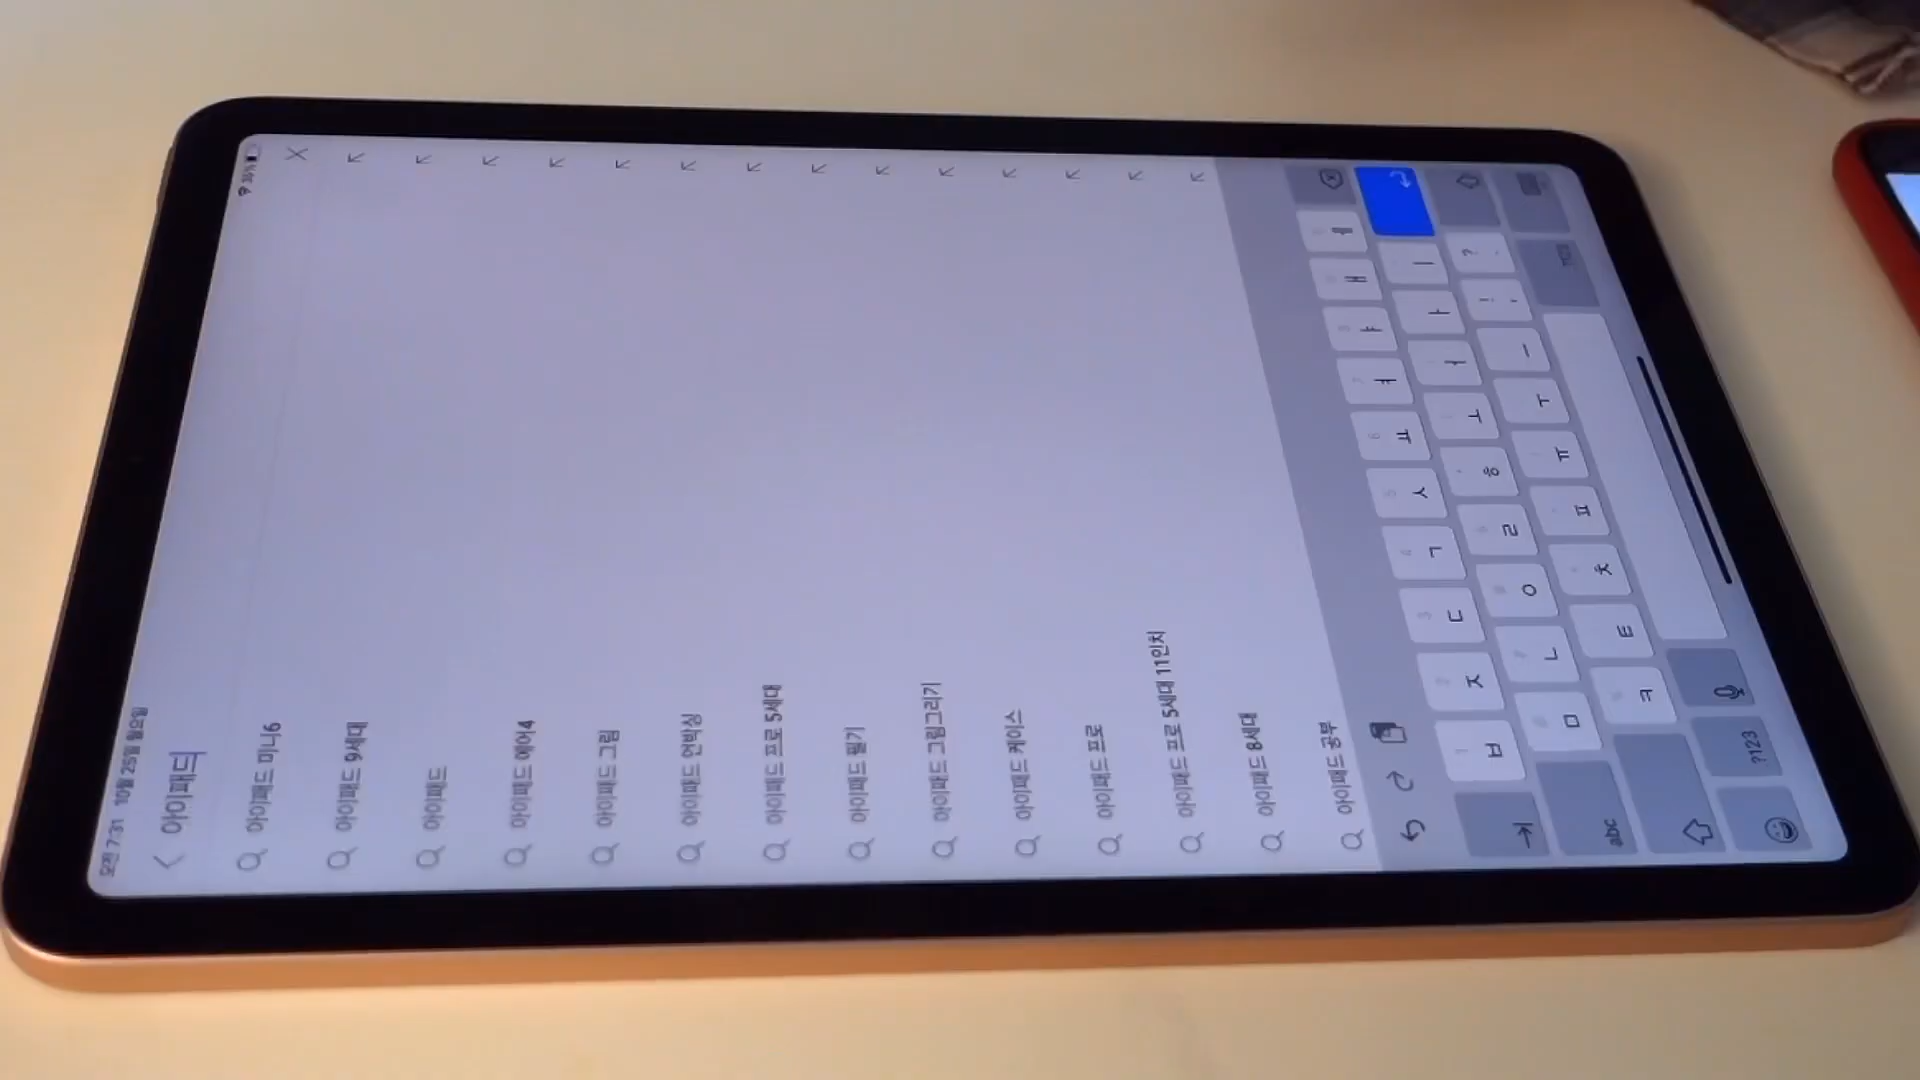 오전 7:31 10월 25일 월요일
36%
아이패드
아이패드 미니6
아이패드 9세대
아이패드
아이패드 에어4
아이패드 그림
아이패드 언박싱
아이패드 프로 5세대
아이패드 필기
아이패드 그림그리기
아이패드 케이스
아이패드 프로
아이패드 프로 5세대 11인치
아이패드 8세대
아이패드 공부
ㅂ ㅈ ㄷ ㄱ ㅅ ㅛ ㅕ ㅑ ㅐ ㅔ
abc ㅁ ㄴ ㅇ ㄹ ㅎ ㅗ ㅓ ㅏ ㅣ
ㅋ ㅌ ㅊ ㅍ ㅠ ㅜ ㅡ ! , ? .
?123 ?123